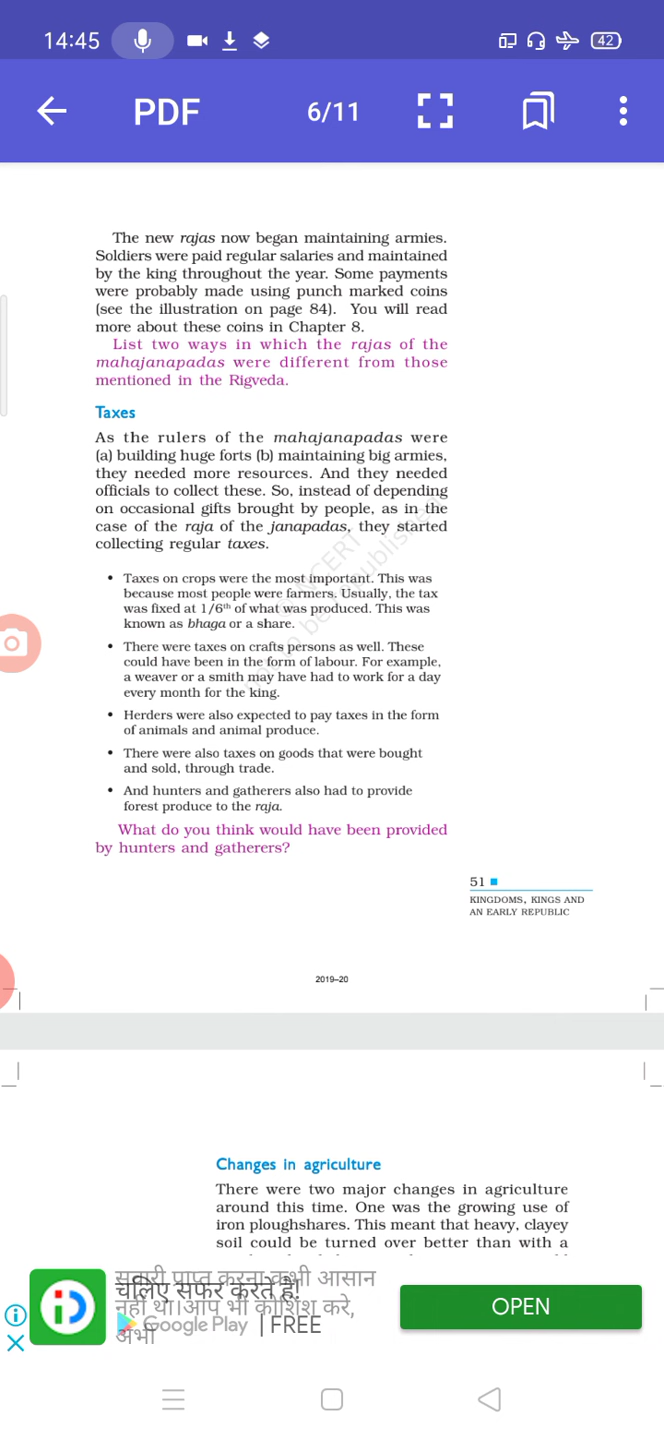 14:45
42
PDF
6/11
The new rajas now began maintaining armies.
Soldiers were paid regular salaries and maintained
by the king throughout the year. Some payments
were probably made using punch marked coins
(see the illustration on page 84). You will read
more about these coins in Chapter 8.
List two ways in which the rajas of the
mahajanapadas were different from those
mentioned in the Rigveda.
Taxes
As the rulers of the mahajanapadas were
(a) building huge forts (b) maintaining big armies,
they needed more resources. And they needed
officials to collect these. So, instead of depending
on occasional gifts brought by people, as in the
case of the raja of the janapadas, they started
collecting regular taxes.
• Taxes on crops were the most important. This was
because most people were farmers. Usually, the tax
was fixed at 1/6th of what was produced. This was
known as bhaga or a share.
• There were taxes on crafts persons as well. These
could have been in the form of labour. For example,
a weaver or a smith may have had to work for a day
every month for the king.
• Herders were also expected to pay taxes in the form
of animals and animal produce.
• There were also taxes on goods that were bought
and sold, through trade.
• And hunters and gatherers also had to provide
forest produce to the raja.
What do you think would have been provided
by hunters and gatherers?
51
KINGDOMS, KINGS AND
AN EARLY REPUBLIC
2019–20
Changes in agriculture
There were two major changes in agriculture
around this time. One was the growing use of
iron ploughshares. This meant that heavy, clayey
soil could be turned over better than with a
चलिए सफर करते हैं!
Google Play | FREE
OPEN